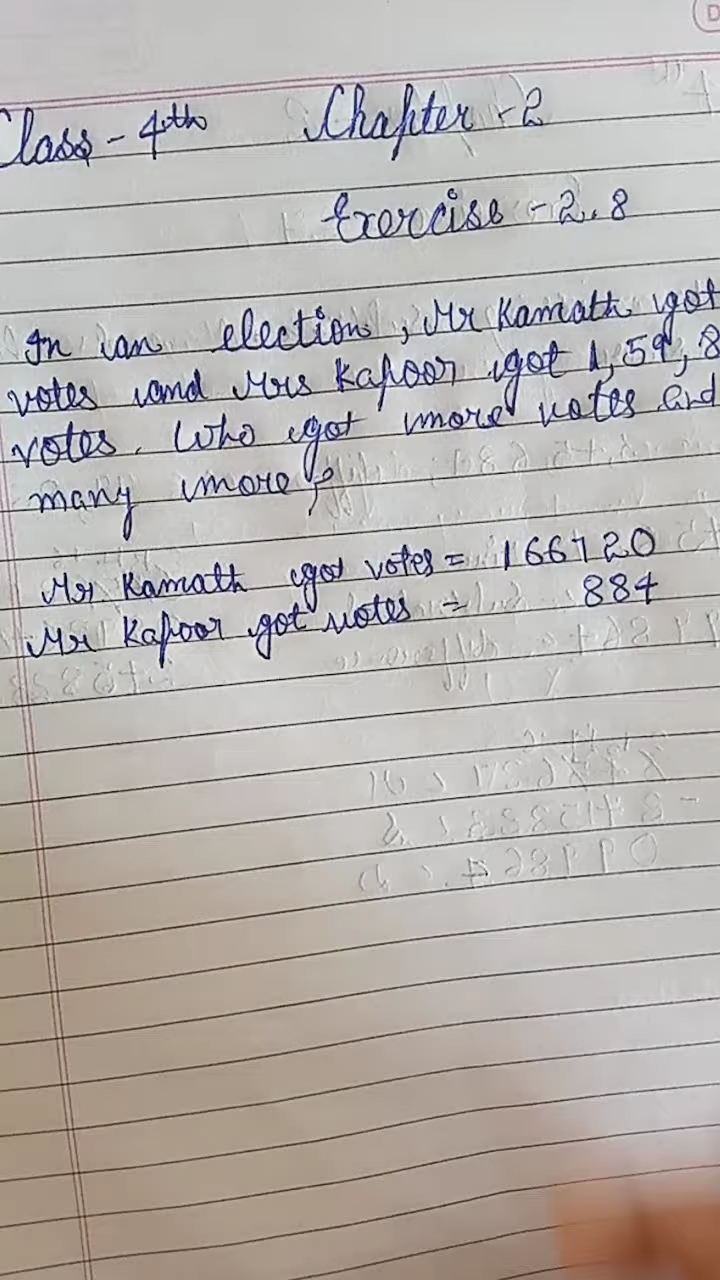 Class - 4th Chapter - 2
Exercise - 2.8
In an election, Mr Kamath got
votes and Mrs Kapoor got 1,59,8
votes. Who got more votes and
many more?
Mr Kamath got votes = 166720
Mr Kapoor got votes = 884